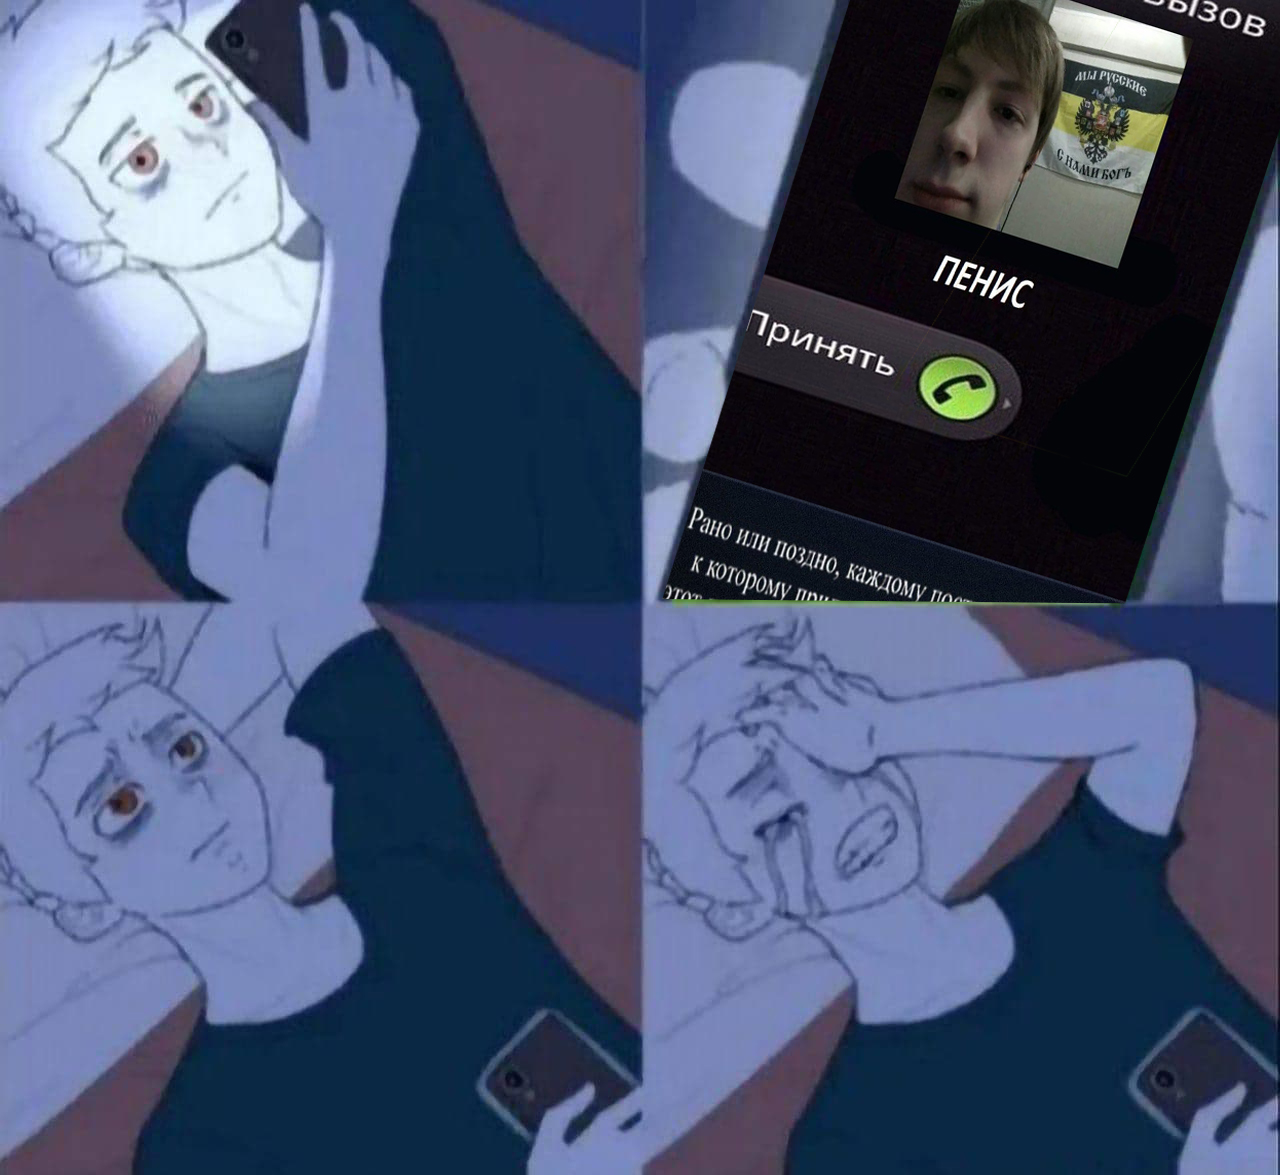 вызов
МЫ РУССКИЕ
С НАМИ БОГЪ
ПЕНИС
Принять
Рано или поздно, каждому
к которому